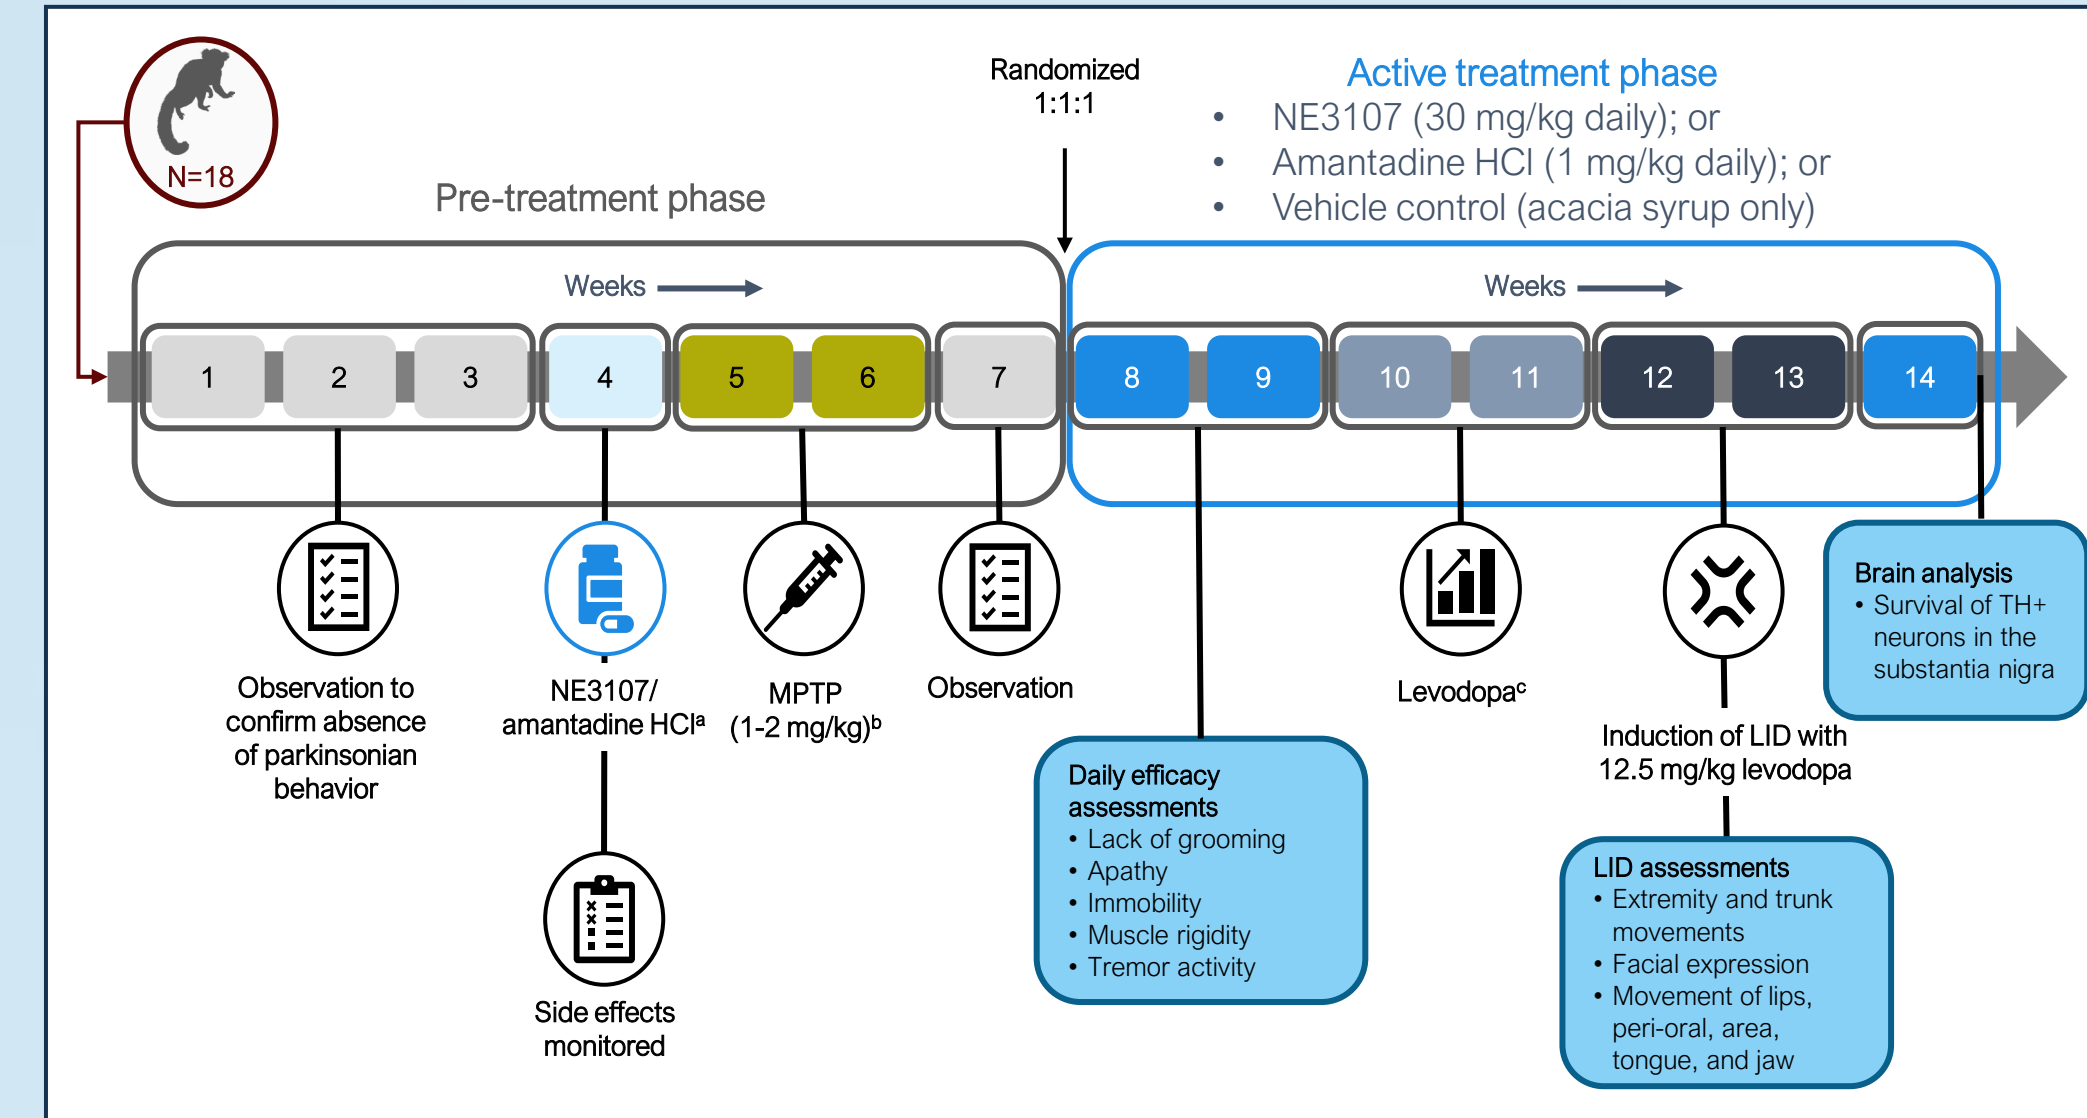 N=18
Pre-treatment phase
Randomized
1:1:1
Active treatment phase
• NE3107 (30 mg/kg daily); or
• Amantadine HCl (1 mg/kg daily); or
• Vehicle control (acacia syrup only)
Weeks
Weeks
1 2 3 4 5 6 7 8 9 10 11 12 13 14
Observation to
confirm absence
of parkinsonian
behavior
NE3107/
amantadine HClᵃ
Side effects
monitored
MPTP
(1-2 mg/kg)ᵇ
Observation
Daily efficacy
assessments
• Lack of grooming
• Apathy
• Immobility
• Muscle rigidity
• Tremor activity
Levodopaᶜ
Induction of LID with
12.5 mg/kg levodopa
LID assessments
• Extremity and trunk
movements
• Facial expression
• Movement of lips,
peri-oral, area,
tongue, and jaw
Brain analysis
• Survival of TH+
neurons in the
substantia nigra